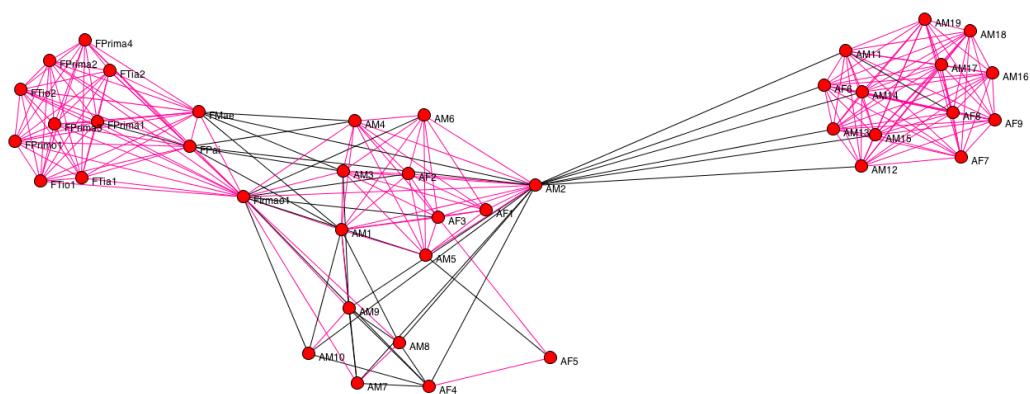 AM19
AM18
FPrima4
AM11
FPrima2
AM17
FTia2
AM16
FTio2
AF6
AM14
FMae
AF8
AM6
AF9
AM4
FPrima3
FPrima1
AM13
AM15
FPrimo1
FPai
AF7
AM12
AM3
AF2
FTio1
FTia1
AM2
FIrmao1
AF1
AF3
AM1
AM5
AM9
AM8
AM10
AF5
AM7
AF4